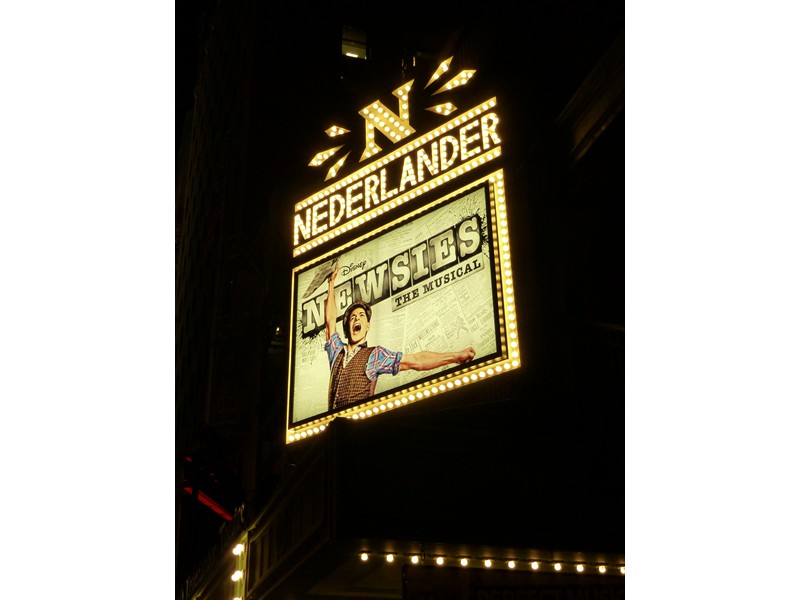 N
NEDERLANDER
Disney
NEWSIES
THE MUSICAL